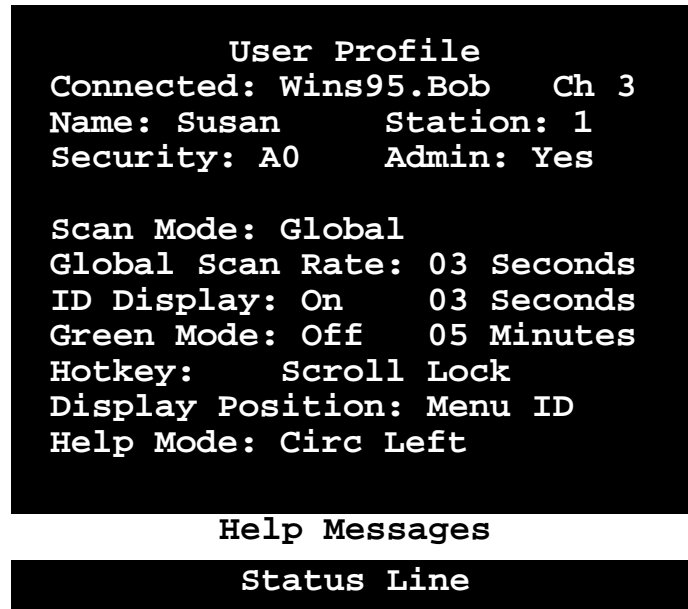 User Profile
Connected: Wins95.Bob Ch 3
Name: Susan Station: 1
Security: A0 Admin: Yes
Scan Mode: Global
Global Scan Rate: 03 Seconds
ID Display: On 03 Seconds
Green Mode: Off 05 Minutes
Hotkey: Scroll Lock
Display Position: Menu ID
Help Mode: Circ Left
Help Messages
Status Line